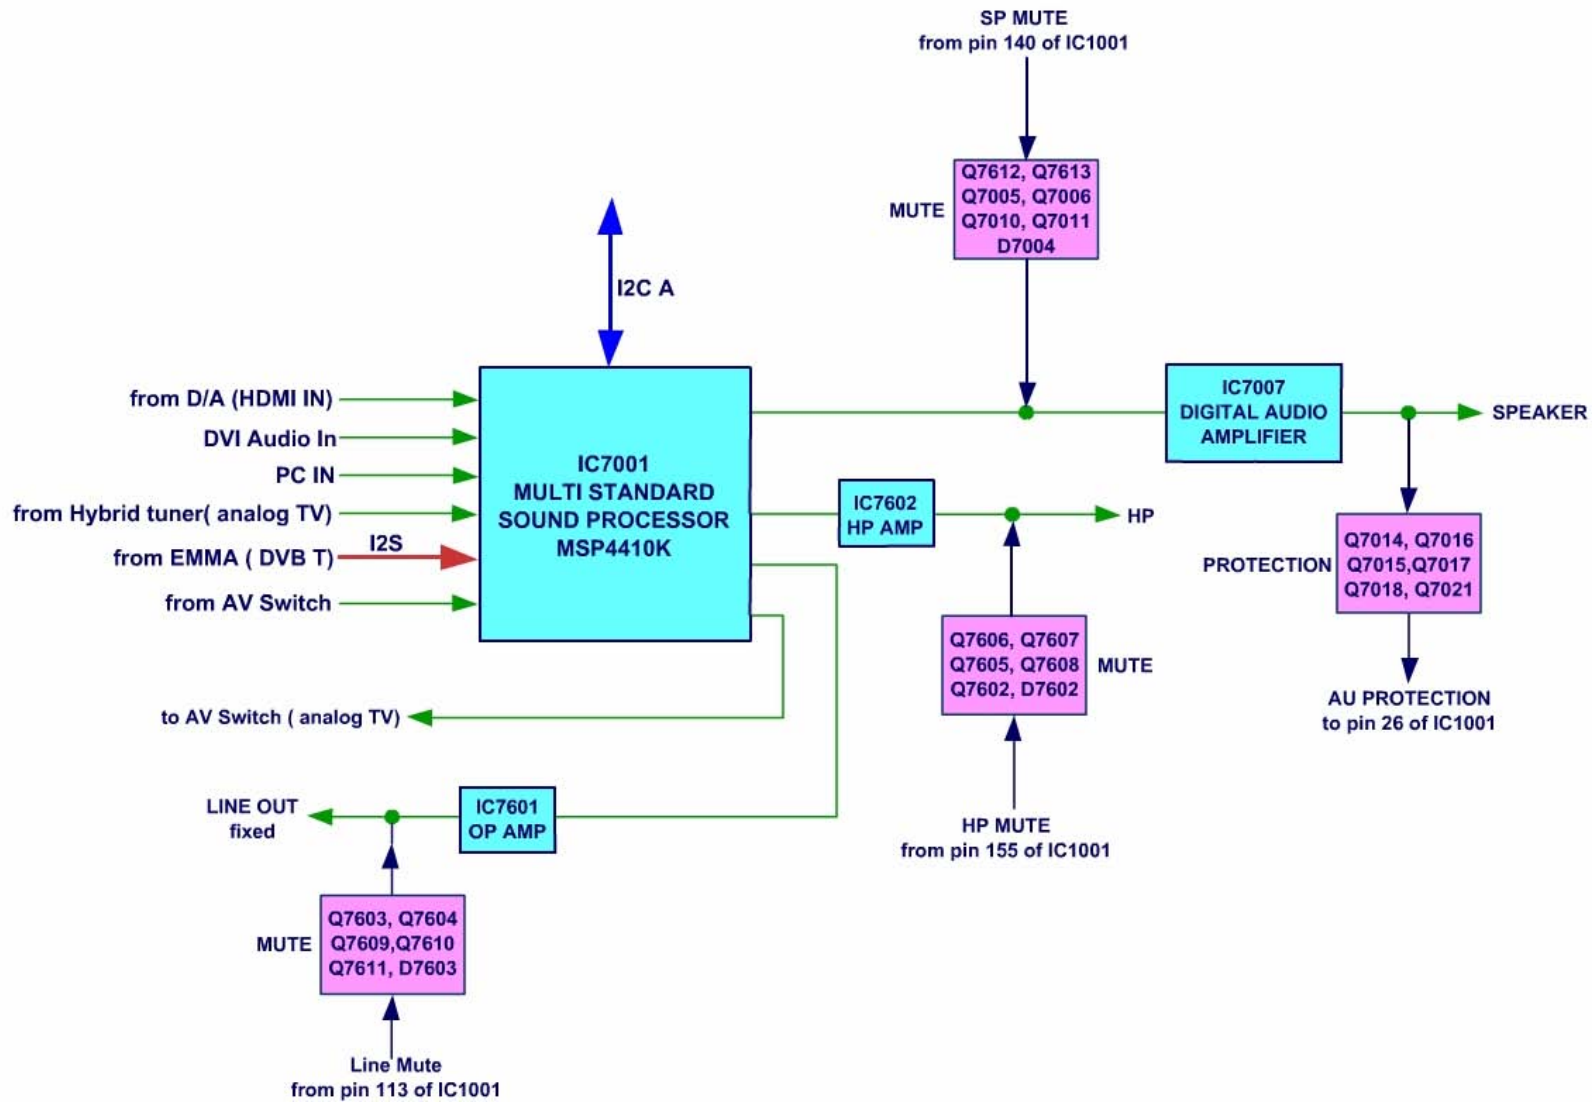 SP MUTE
from pin 140 of IC1001
Q7612, Q7613
Q7005, Q7006
Q7010, Q7011
D7004
MUTE
I2C A
from D/A (HDMI IN)
DVI Audio In
PC IN
from Hybrid tuner( analog TV)
from EMMA ( DVB T)
I2S
from AV Switch
IC7001
MULTI STANDARD
SOUND PROCESSOR
MSP4410K
IC7007
DIGITAL AUDIO
AMPLIFIER
SPEAKER
IC7602
HP AMP
HP
PROTECTION
Q7014, Q7016
Q7015,Q7017
Q7018, Q7021
Q7606, Q7607
Q7605, Q7608
Q7602, D7602
MUTE
AU PROTECTION
to pin 26 of IC1001
to AV Switch ( analog TV)
LINE OUT
fixed
IC7601
OP AMP
HP MUTE
from pin 155 of IC1001
MUTE
Q7603, Q7604
Q7609,Q7610
Q7611, D7603
Line Mute
from pin 113 of IC1001